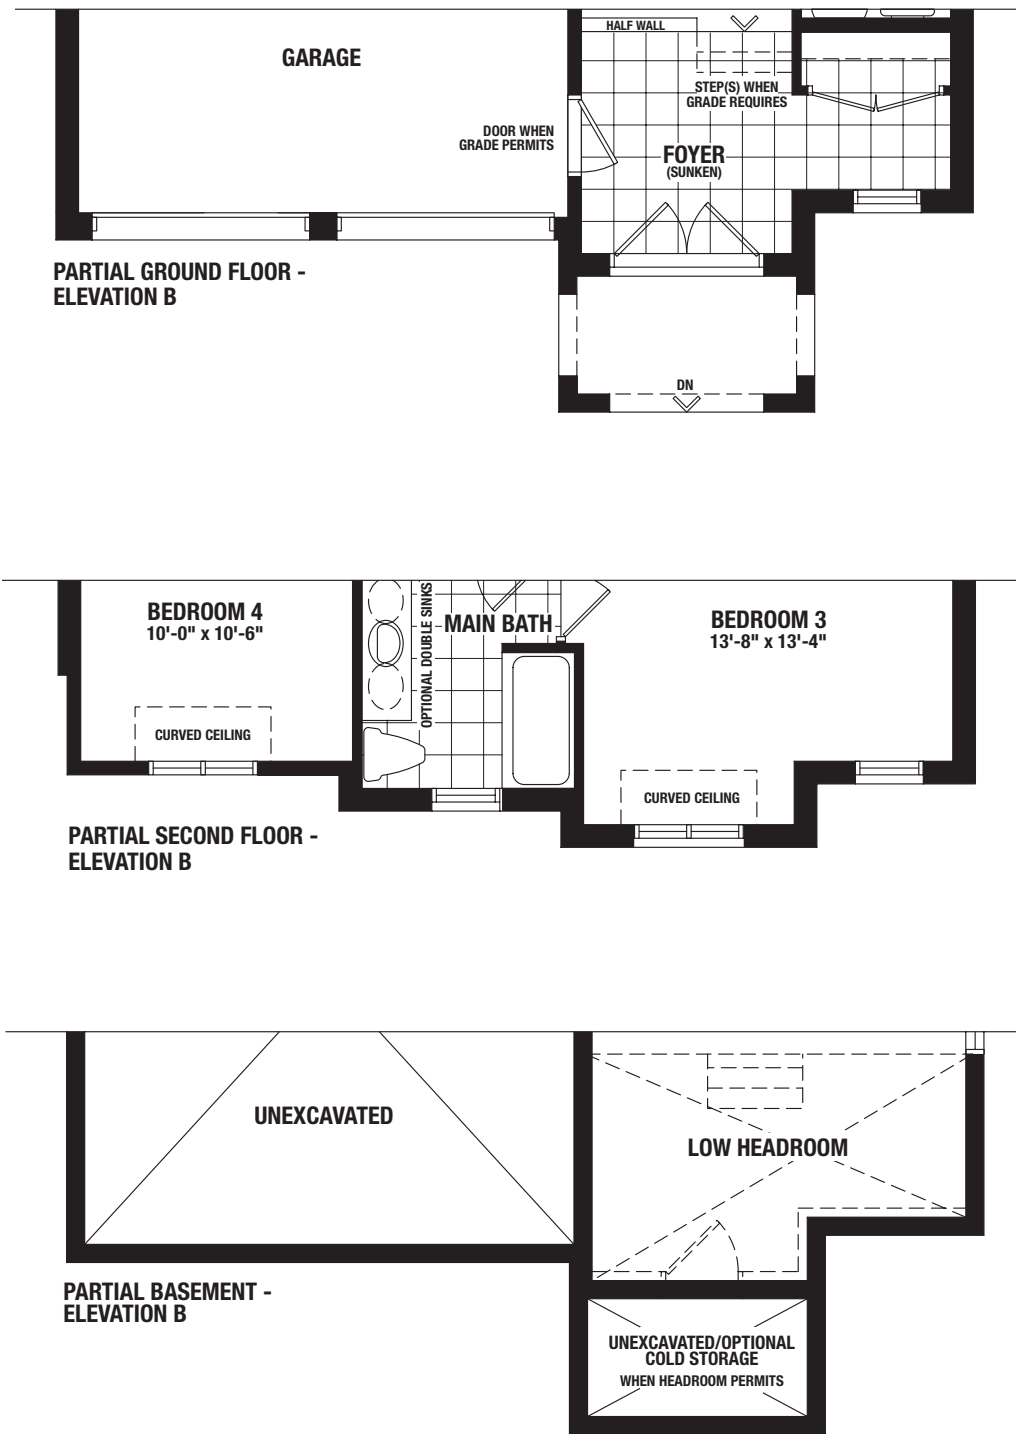 HALF WALL
GARAGE
STEP(S) WHEN
GRADE REQUIRES
DOOR WHEN
GRADE PERMITS
FOYER
(SUNKEN)
PARTIAL GROUND FLOOR -
ELEVATION B
DN
BEDROOM 4
10'-0" x 10'-6"
OPTIONAL DOUBLE SINKS
MAIN BATH
BEDROOM 3
13'-8" x 13'-4"
CURVED CEILING
CURVED CEILING
PARTIAL SECOND FLOOR -
ELEVATION B
UNEXCAVATED
LOW HEADROOM
PARTIAL BASEMENT -
ELEVATION B
UNEXCAVATED/OPTIONAL
COLD STORAGE
WHEN HEADROOM PERMITS